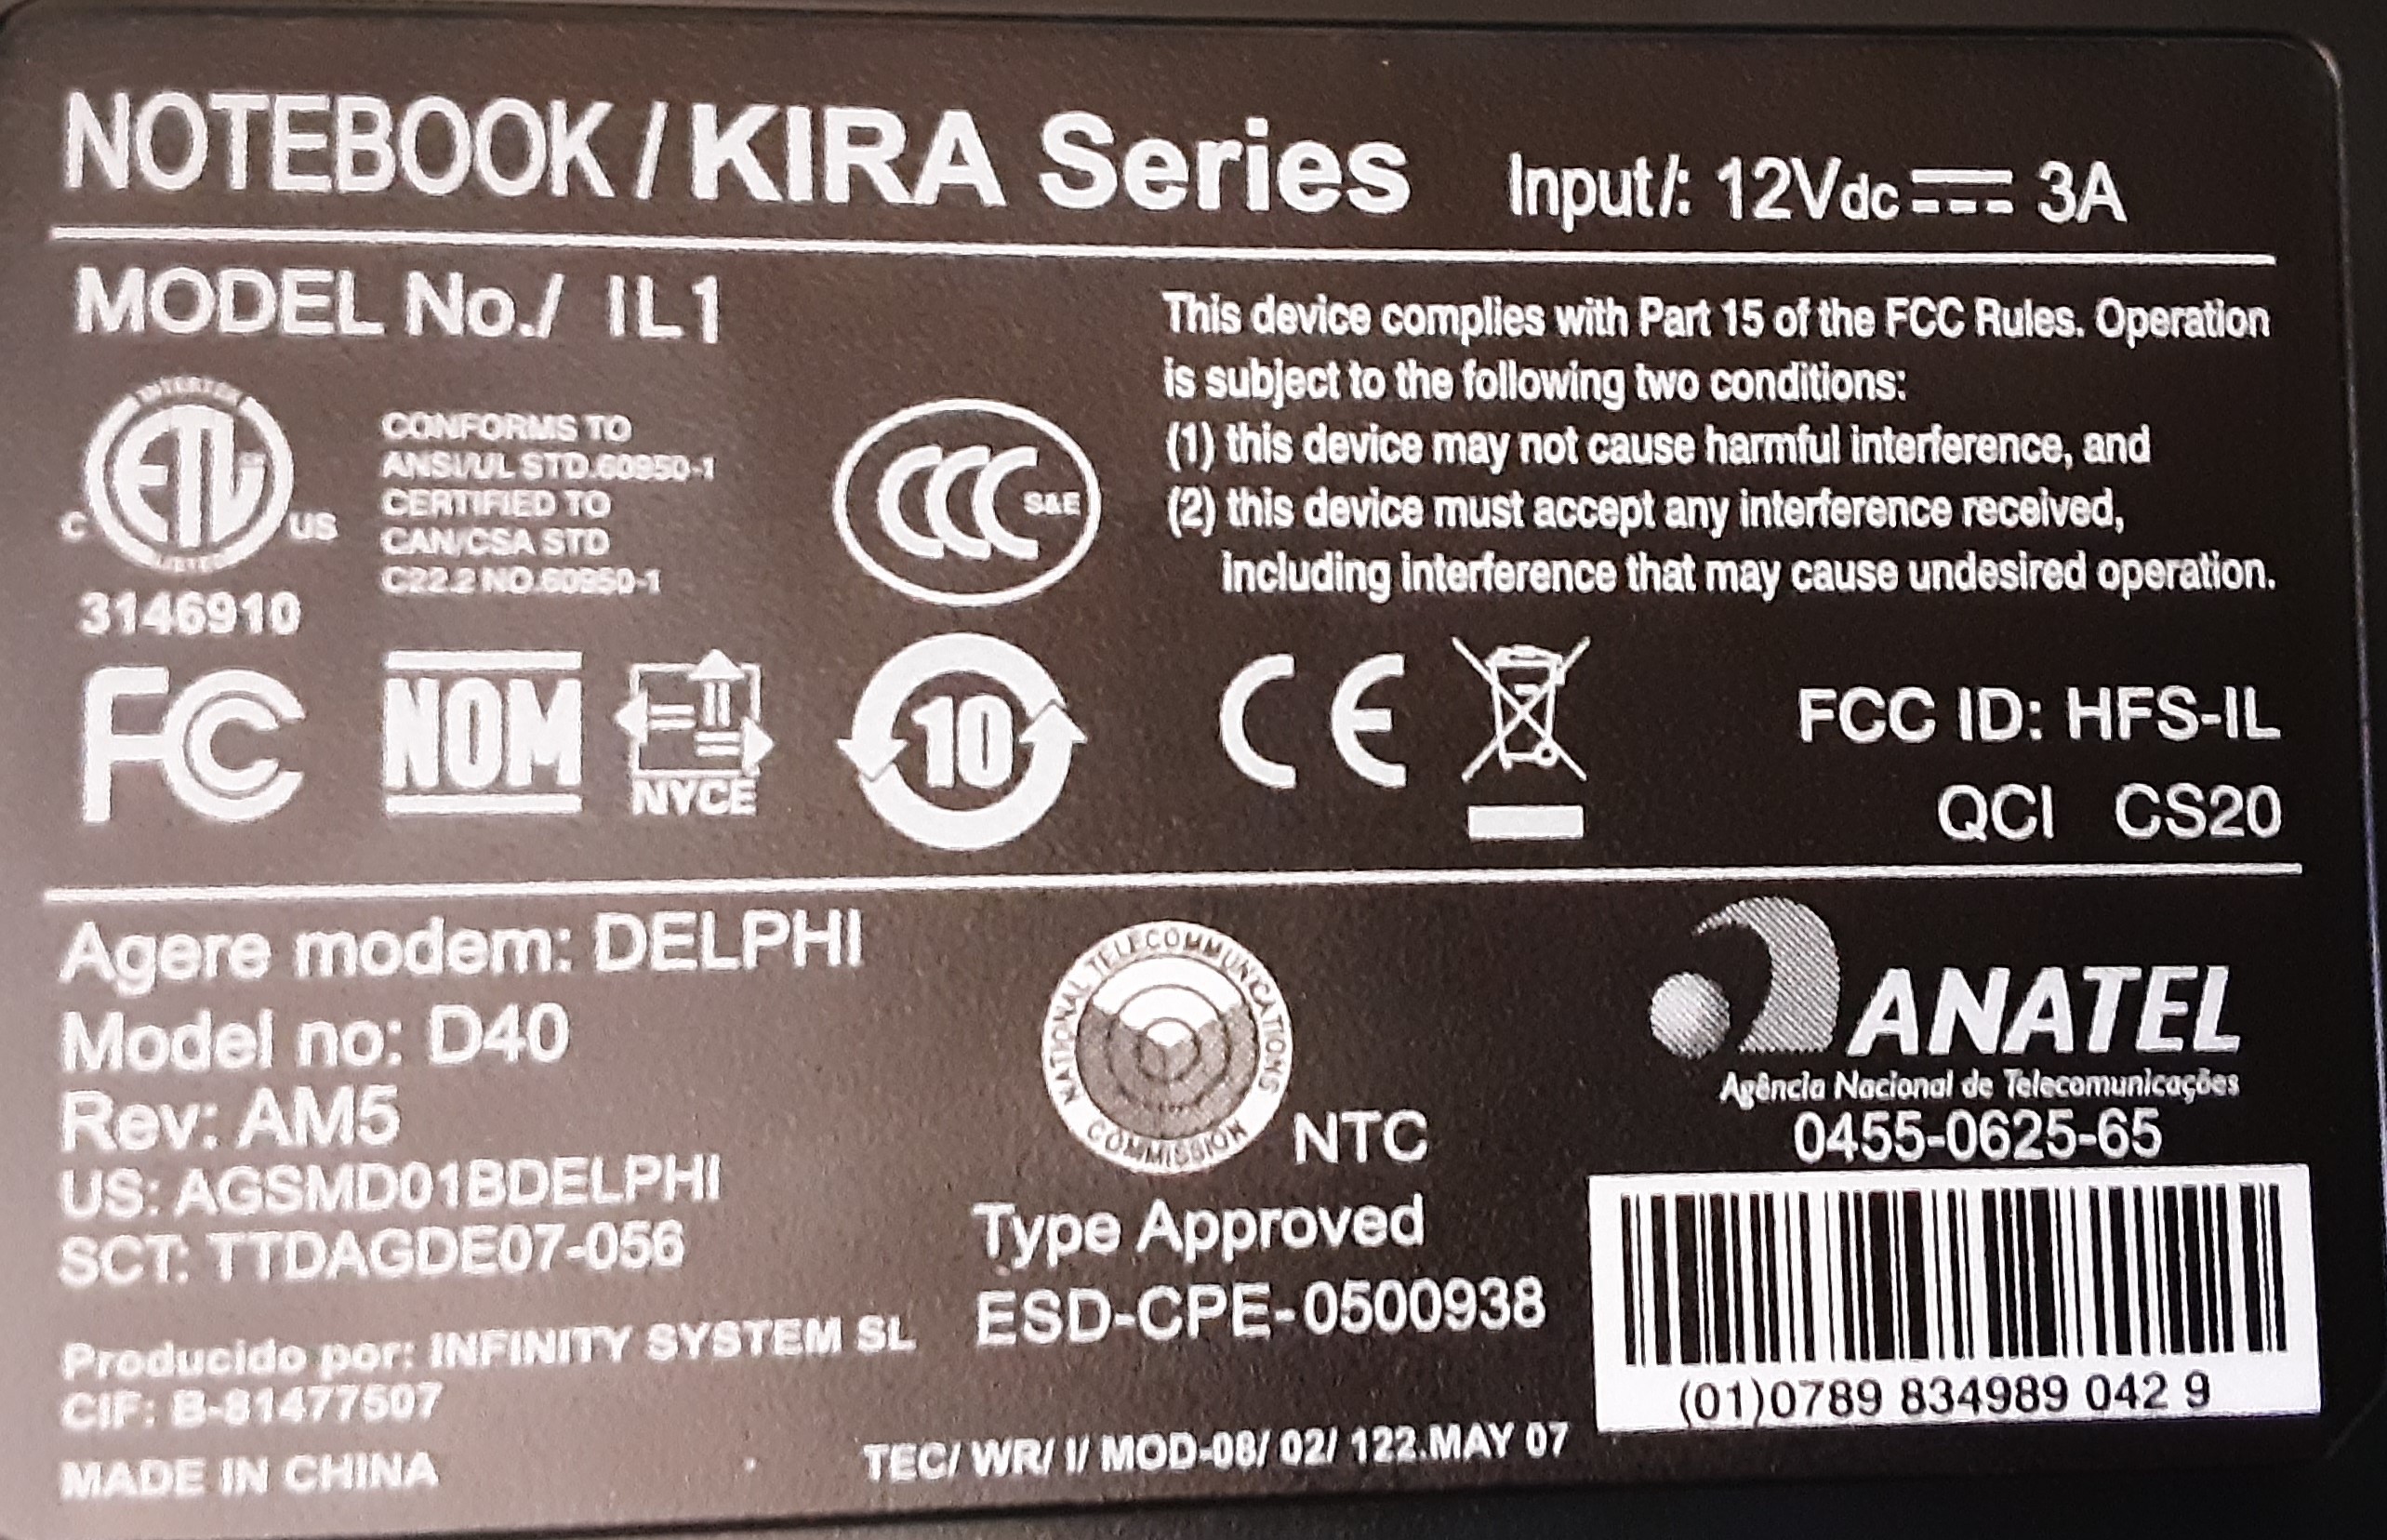 NOTEBOOK / KIRA Series Input/: 12Vdc 3A
MODEL No./ IL1
This device complies with Part 15 of the FCC Rules. Operation
is subject to the following two conditions:
(1) this device may not cause harmful interference, and
(2) this device must accept any interference received,
including interference that may cause undesired operation.
INTERTEK
ETL
C US
LISTED
3146910
CONFORMS TO
ANSI/UL STD.60950-1
CERTIFIED TO
CAN/CSA STD
C22.2 NO.60950-1
CCC S&E
FC
NOM
NYCE
10
CE
FCC ID: HFS-IL
QCI CS20
Agere modem: DELPHI
Model no: D40
Rev: AM5
US: AGSMD01BDELPHI
SCT: TTDAGDE07-056
Producido por: INFINITY SYSTEM SL
CIF: B-81477507
MADE IN CHINA
NATIONAL TELECOMMUNICATIONS
COMMISSION
NTC
Type Approved
ESD-CPE-0500938
TEC/ WR/ I/ MOD-08/ 02/ 122.MAY 07
ANATEL
Agência Nacional de Telecomunicações
0455-0625-65
(01)0789 834989 042 9